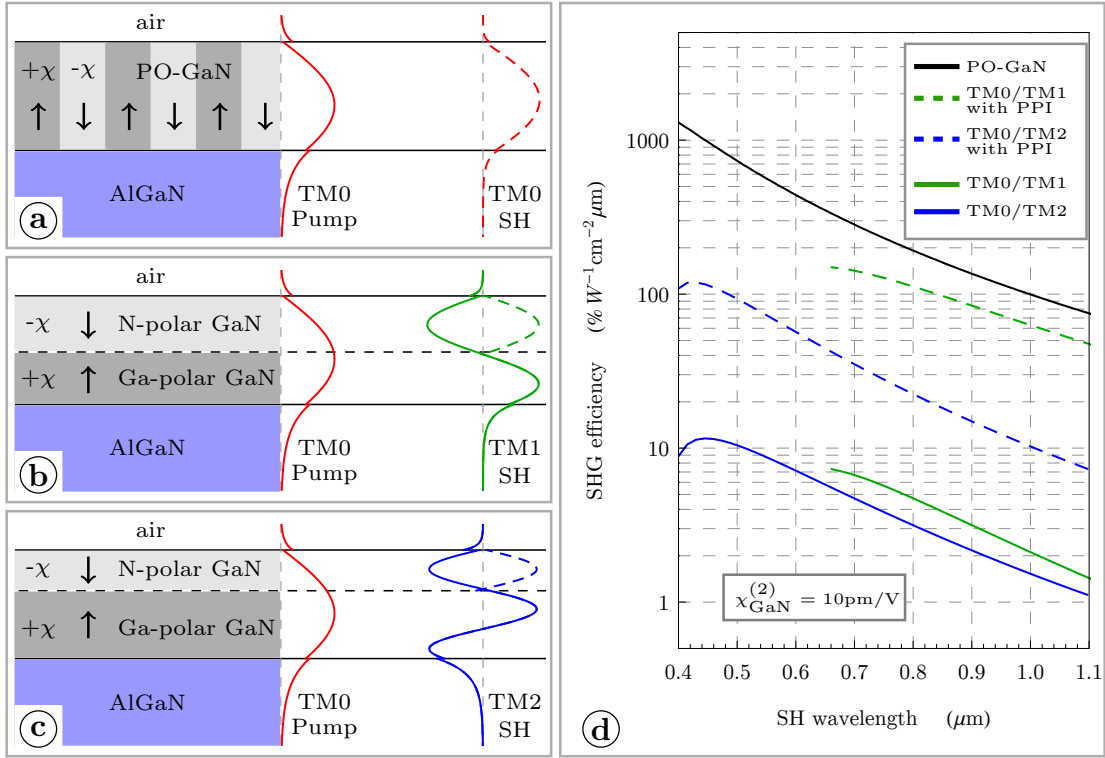 air
+χ
-χ
PO-GaN
↑ ↓ ↑ ↓ ↑ ↓
AlGaN
TM0
Pump
TM0
SH
a
air
-χ ↓ N-polar GaN
+χ ↑ Ga-polar GaN
AlGaN
TM0
Pump
TM1
SH
b
air
-χ ↓ N-polar GaN
+χ ↑ Ga-polar GaN
AlGaN
TM0
Pump
TM2
SH
c
SHG efficiency (% W⁻¹cm⁻² μm)
1000
100
10
1
PO-GaN
TM0/TM1
with PPI
TM0/TM2
with PPI
TM0/TM1
TM0/TM2
χ⁽²⁾GaN = 10pm/V
0.4 0.5 0.6 0.7 0.8 0.9 1.0 1.1
SH wavelength (μm)
d